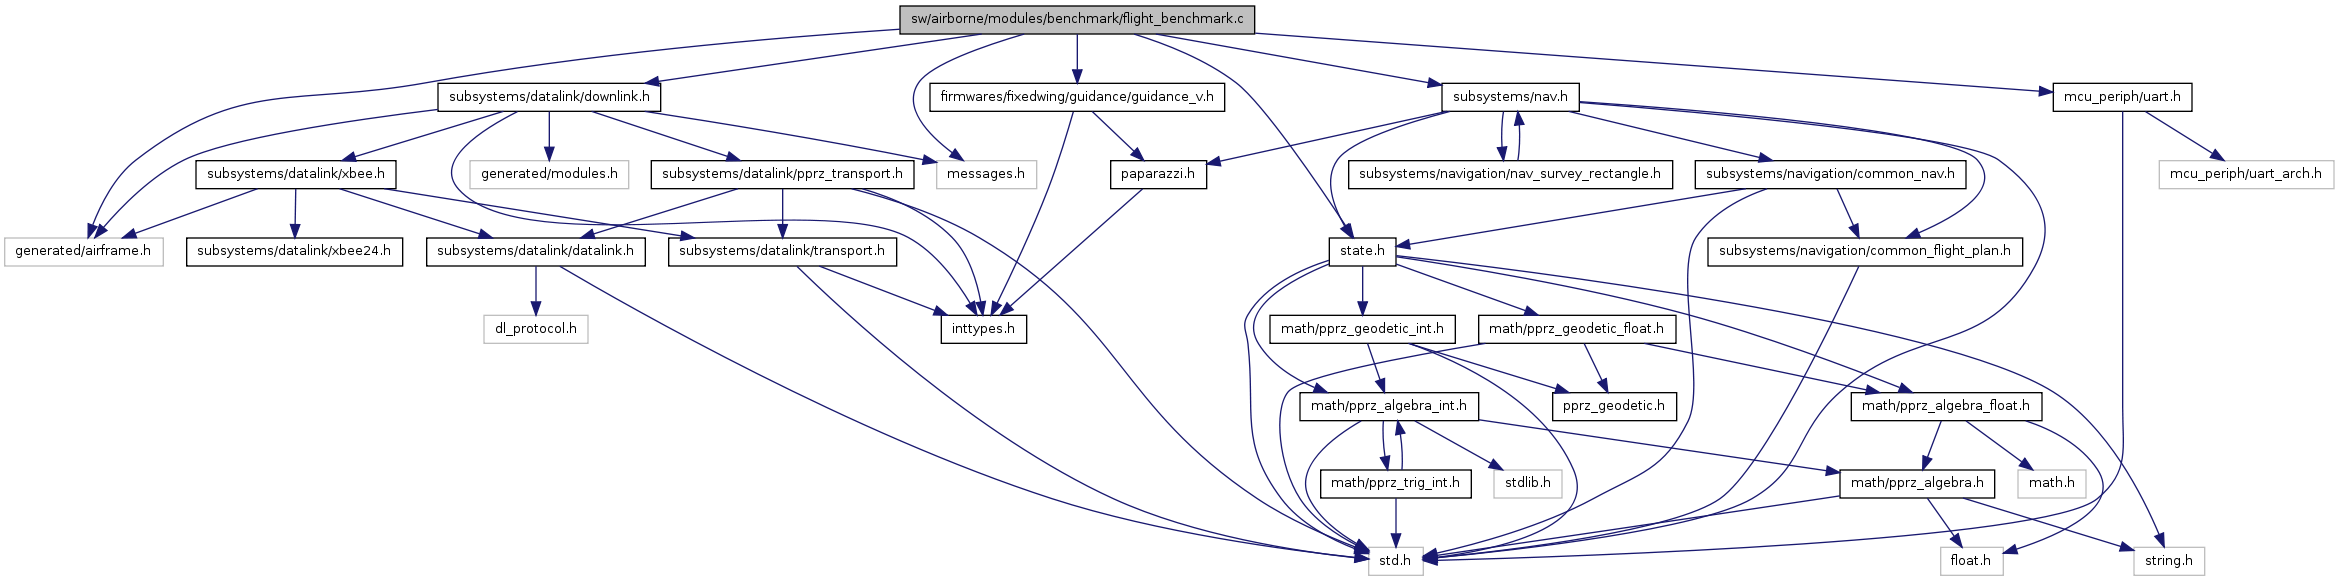 sw/airborne/modules/benchmark/flight_benchmark.c
subsystems/datalink/downlink.h
firmwares/fixedwing/guidance/guidance_v.h
subsystems/nav.h
mcu_periph/uart.h
subsystems/datalink/xbee.h
generated/modules.h
subsystems/datalink/pprz_transport.h
messages.h
paparazzi.h
subsystems/navigation/nav_survey_rectangle.h
subsystems/navigation/common_nav.h
mcu_periph/uart_arch.h
generated/airframe.h
subsystems/datalink/xbee24.h
subsystems/datalink/datalink.h
subsystems/datalink/transport.h
state.h
subsystems/navigation/common_flight_plan.h
dl_protocol.h
inttypes.h
math/pprz_geodetic_int.h
math/pprz_geodetic_float.h
math/pprz_algebra_int.h
pprz_geodetic.h
math/pprz_algebra_float.h
math/pprz_trig_int.h
stdlib.h
math/pprz_algebra.h
math.h
std.h
float.h
string.h